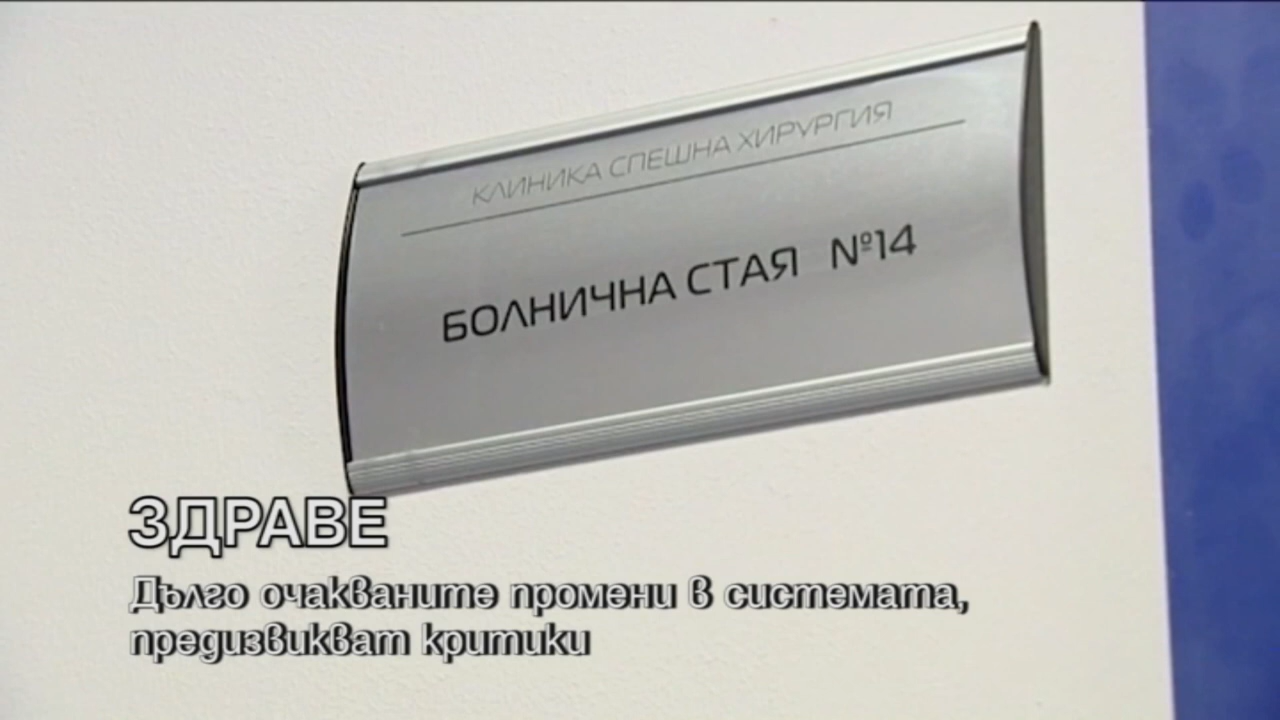 КЛИНИКА СПЕШНА ХИРУРГИЯ
БОЛНИЧНА СТАЯ №14
ЗДРАВЕ
Дълго очакваните промени в системата,
предизвикват критики